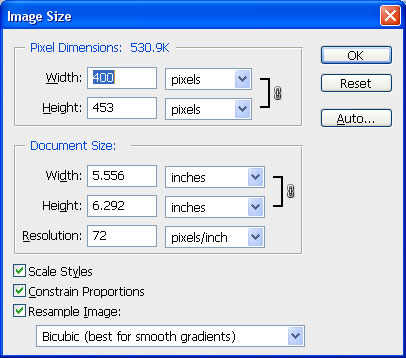 Image Size
Pixel Dimensions: 530.9K
Width: 400 pixels
Height: 453 pixels
OK
Reset
Auto...
Document Size:
Width: 5.556 inches
Height: 6.292 inches
Resolution: 72 pixels/inch
Scale Styles
Constrain Proportions
Resample Image:
Bicubic (best for smooth gradients)